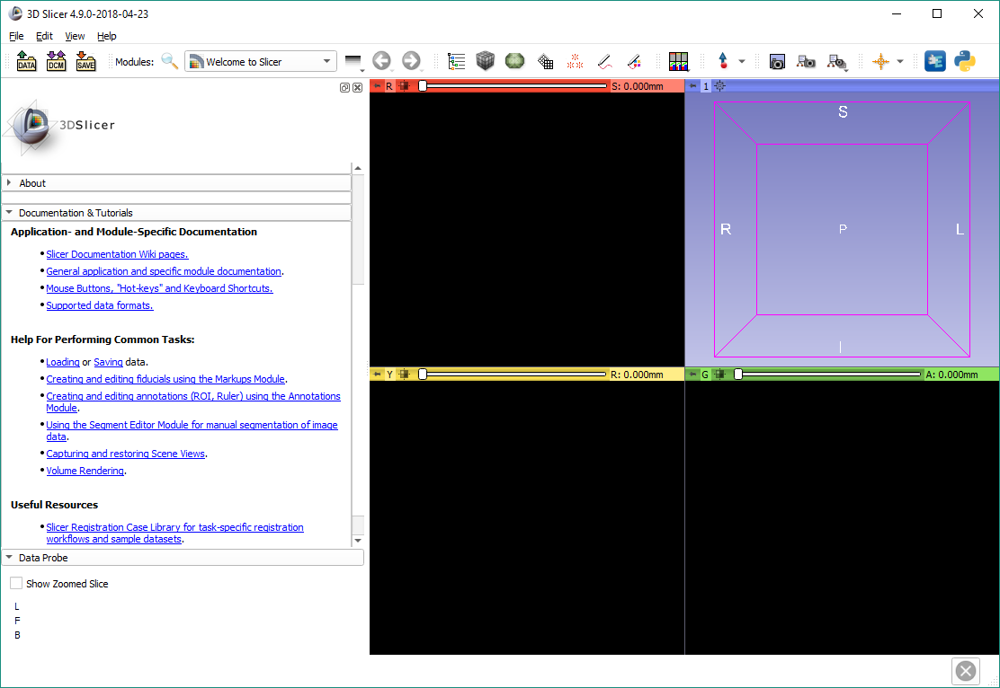 3D Slicer 4.9.0-2018-04-23
File Edit View Help
DATA DCM SAVE Modules: Welcome to Slicer
3DSlicer
About
Documentation & Tutorials
Application- and Module-Specific Documentation
Slicer Documentation Wiki pages.
General application and specific module documentation.
Mouse Buttons, "Hot-keys" and Keyboard Shortcuts.
Supported data formats.
Help For Performing Common Tasks:
Loading or Saving data.
Creating and editing fiducials using the Markups Module.
Creating and editing annotations (ROI, Ruler) using the Annotations
Module.
Using the Segment Editor Module for manual segmentation of image
data.
Capturing and restoring Scene Views.
Volume Rendering.
Useful Resources
Slicer Registration Case Library for task-specific registration
workflows and sample datasets.
Data Probe
Show Zoomed Slice
L
F
B
R S: 0.000mm
1
S
R P L
I
Y R: 0.000mm
G A: 0.000mm